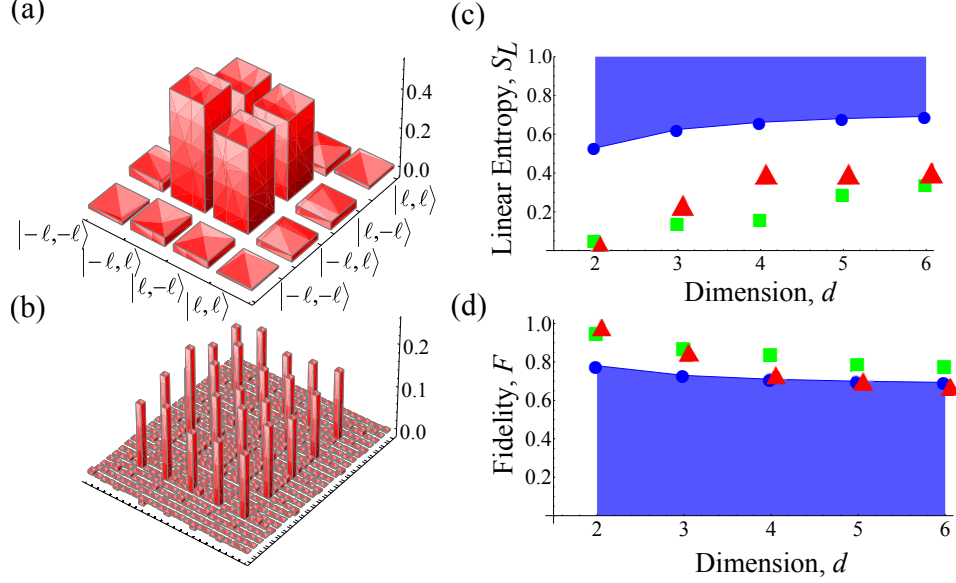 (a)
0.4
0.2
0.0
|ℓ,ℓ⟩
|ℓ,-ℓ⟩
|-ℓ,ℓ⟩
|-ℓ,-ℓ⟩
|-ℓ,-ℓ⟩
|-ℓ,ℓ⟩
|ℓ,-ℓ⟩
|ℓ,ℓ⟩
(b)
0.2
0.1
0.0
(c)
Linear Entropy, S_L
1.0
0.8
0.6
0.4
0.2
2 3 4 5 6
Dimension, d
(d)
Fidelity, F
1.0
0.8
0.6
0.4
0.2
2 3 4 5 6
Dimension, d